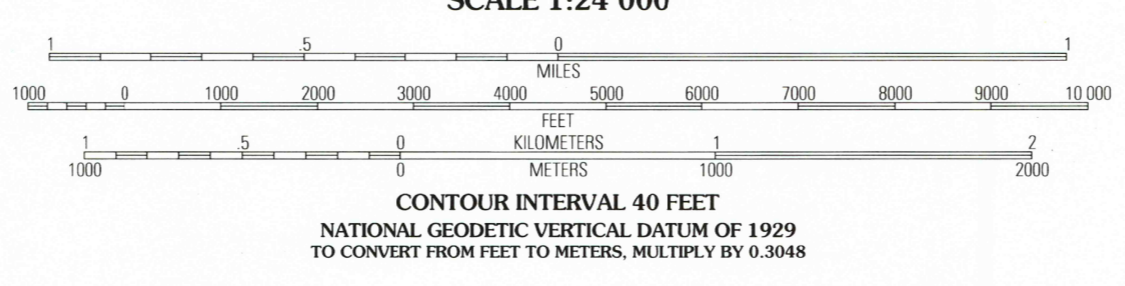 SCALE 1:24 000
1 .5 0 1
MILES
1000 0 1000 2000 3000 4000 5000 6000 7000 8000 9000 10 000
FEET
1 .5 0 KILOMETERS 1 2
1000 0 METERS 1000 2000
CONTOUR INTERVAL 40 FEET
NATIONAL GEODETIC VERTICAL DATUM OF 1929
TO CONVERT FROM FEET TO METERS, MULTIPLY BY 0.3048